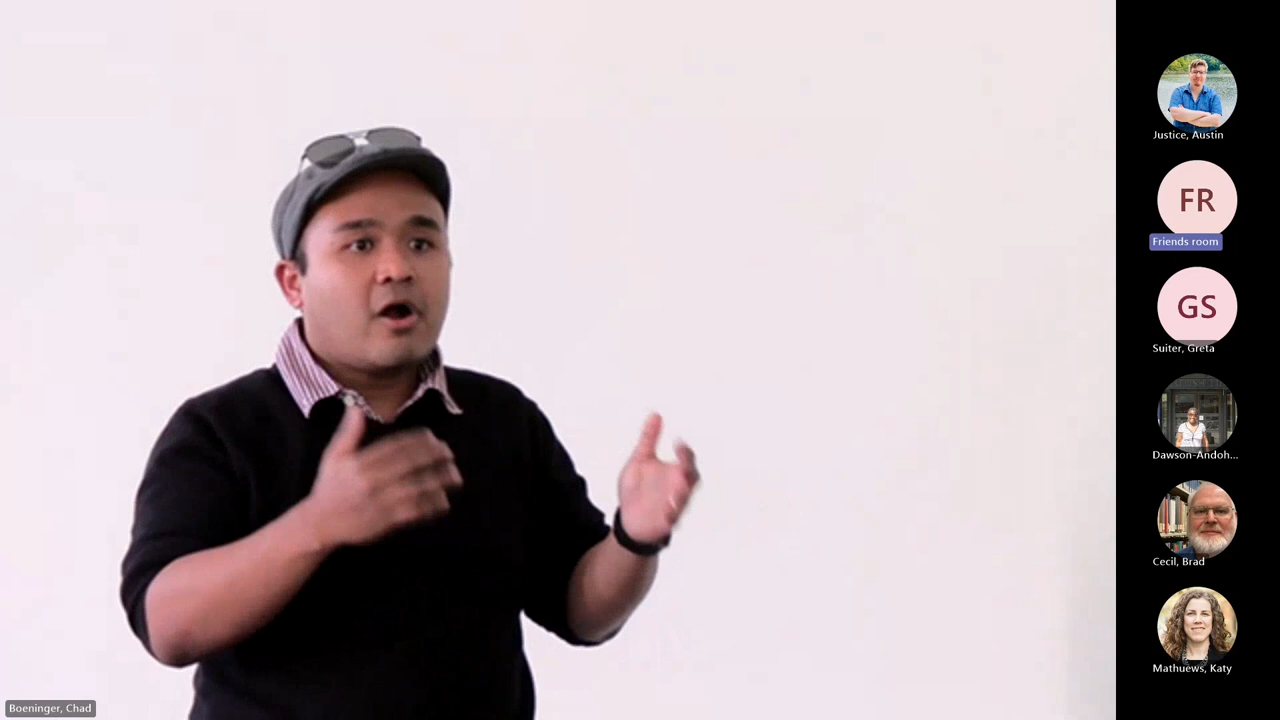 Justice, Austin
FR
Friends room
GS
Suiter, Greta
Dawson-Andoh...
Cecil, Brad
Mathuews, Katy
Boeninger, Chad